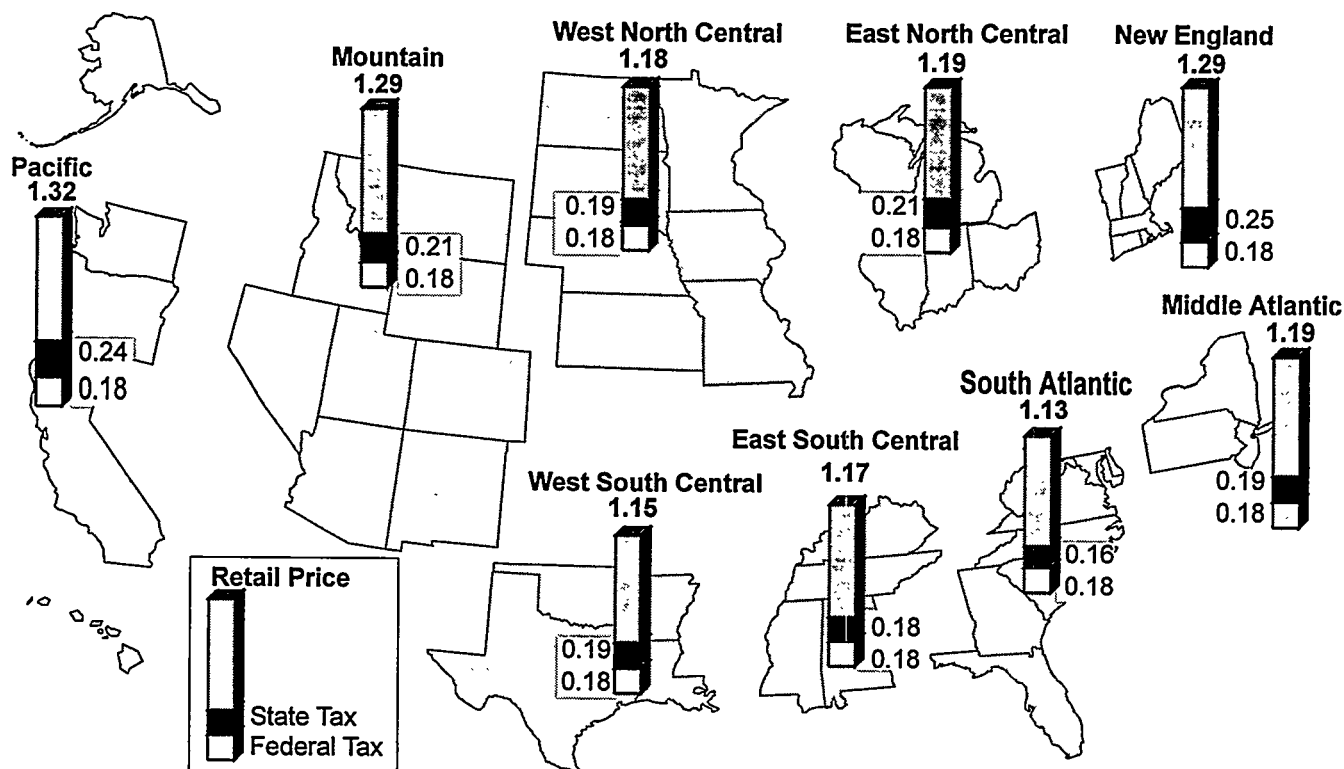 West North Central
1.18
East North Central
1.19
New England
1.29
Mountain
1.29
Pacific
1.32
0.19
0.18
0.21
0.18
0.25
0.18
0.21
0.18
Middle Atlantic
1.19
0.24
0.18
South Atlantic
1.13
East South Central
1.17
West South Central
1.15
0.19
0.18
0.16
0.18
Retail Price
0.18
0.18
0.19
0.18
State Tax
Federal Tax